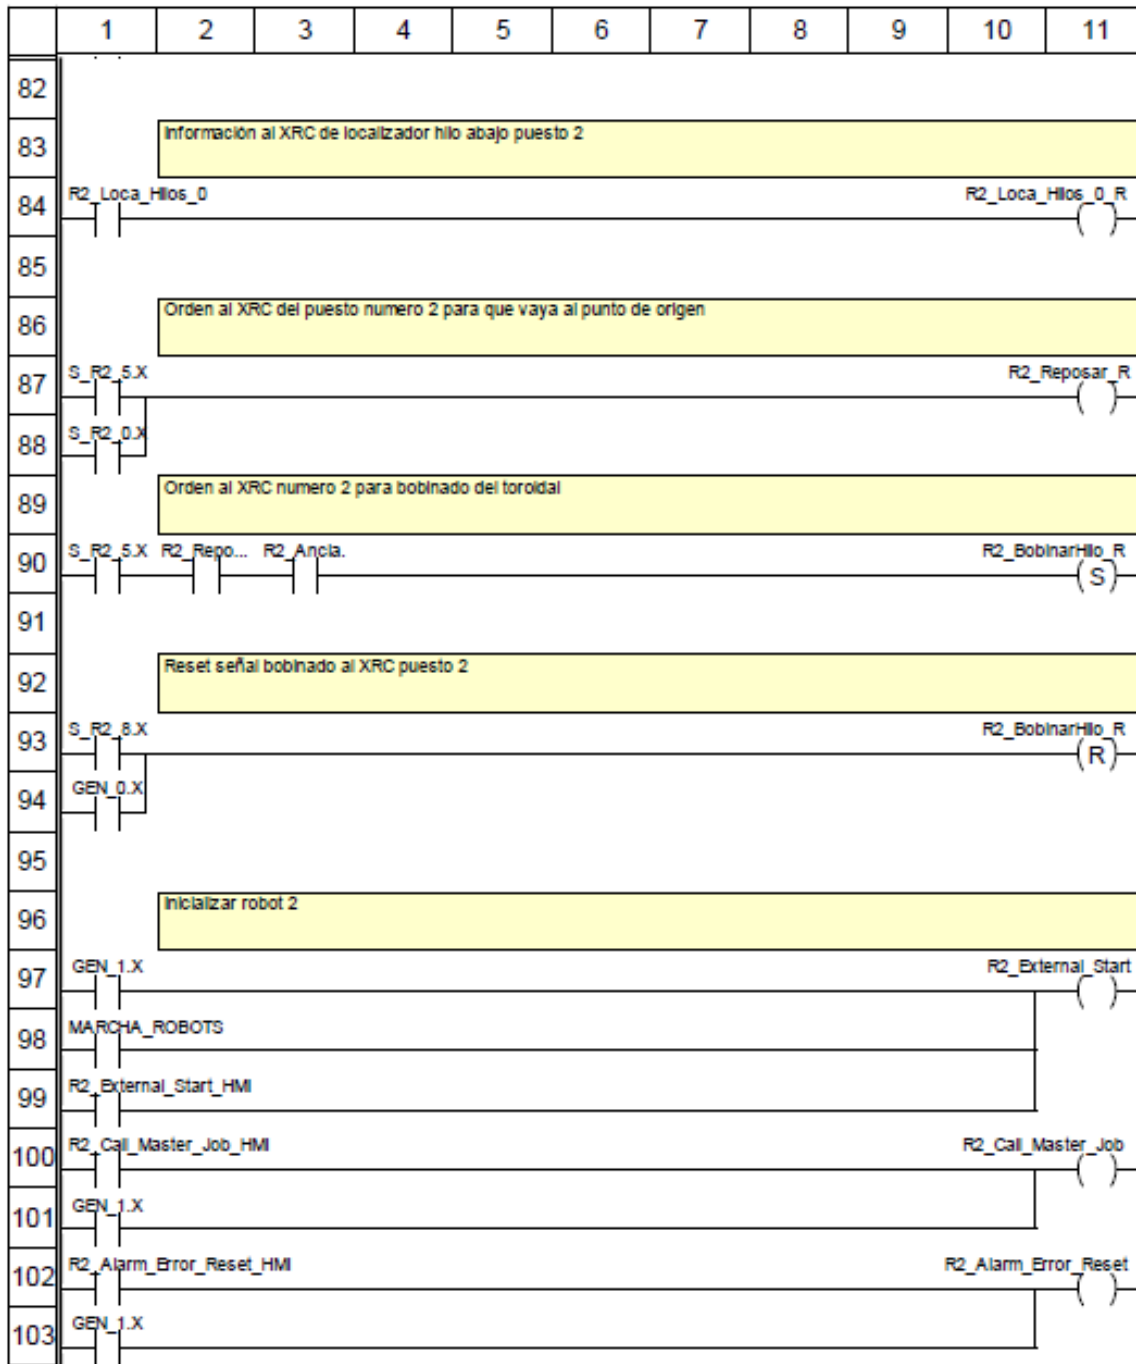 1 2 3 4 5 6 7 8 9 10 11
82
83 Información al XRC de localizador hilo abajo puesto 2
R2_Loca_Hilos_0 R2_Loca_Hilos_0_R
84
85
86 Orden al XRC del puesto numero 2 para que vaya al punto de origen
S_R2_5.X R2_Reposar_R
87
S_R2_0.X
88
89 Orden al XRC numero 2 para bobinado del toroidal
S_R2_5.X R2_Repo... R2_Ancla. R2_BobinarHilo_R
90 S
91
92 Reset señal bobinado al XRC puesto 2
S_R2_8.X R2_BobinarHilo_R
93 R
GEN_0.X
94
95
96 Inicializar robot 2
GEN_1.X R2_External_Start
97
MARCHA_ROBOTS
98
R2_External_Start_HMI
99
R2_Call_Master_Job_HMI R2_Call_Master_Job
100
GEN_1.X
101
R2_Alarm_Error_Reset_HMI R2_Alarm_Error_Reset
102
GEN_1.X
103